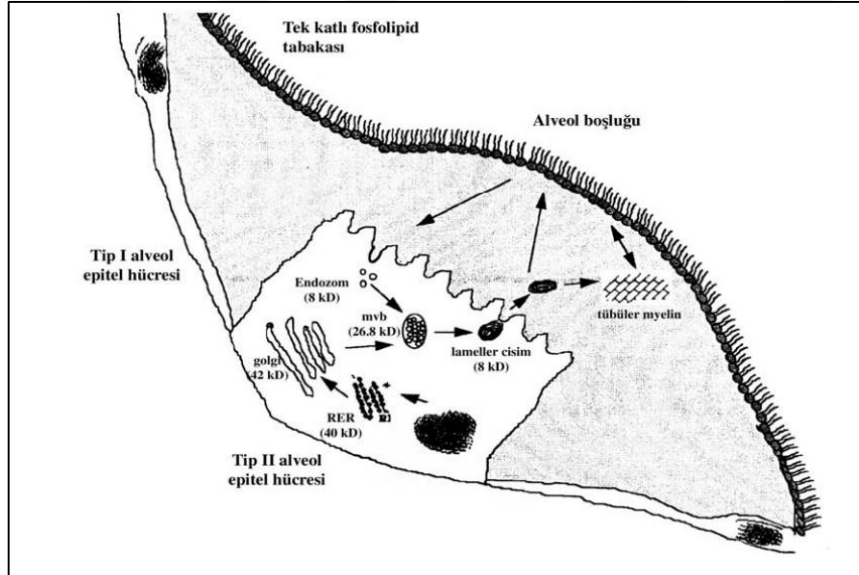 Tek katlı fosfolipid
tabakası
Alveol boşluğu
Tip I alveol
epitel hücresi
Endozom
(8 kD)
mvb
(26.8 kD)
tübüler myelin
lameller cisim
(8 kD)
golgi
(42 kD)
RER
(40 kD)
Tip II alveol
epitel hücresi